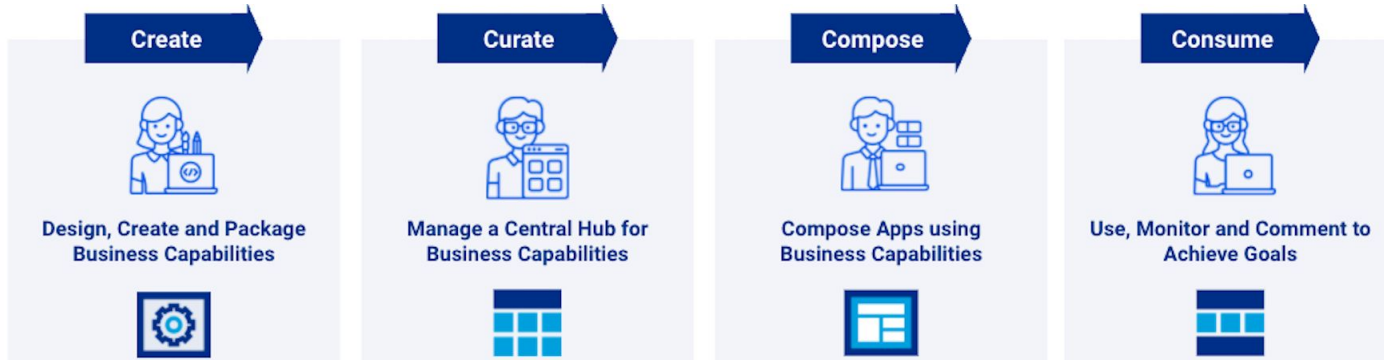 Create
Design, Create and Package
Business Capabilities
Curate
Manage a Central Hub for
Business Capabilities
Compose
Compose Apps using
Business Capabilities
Consume
Use, Monitor and Comment to
Achieve Goals